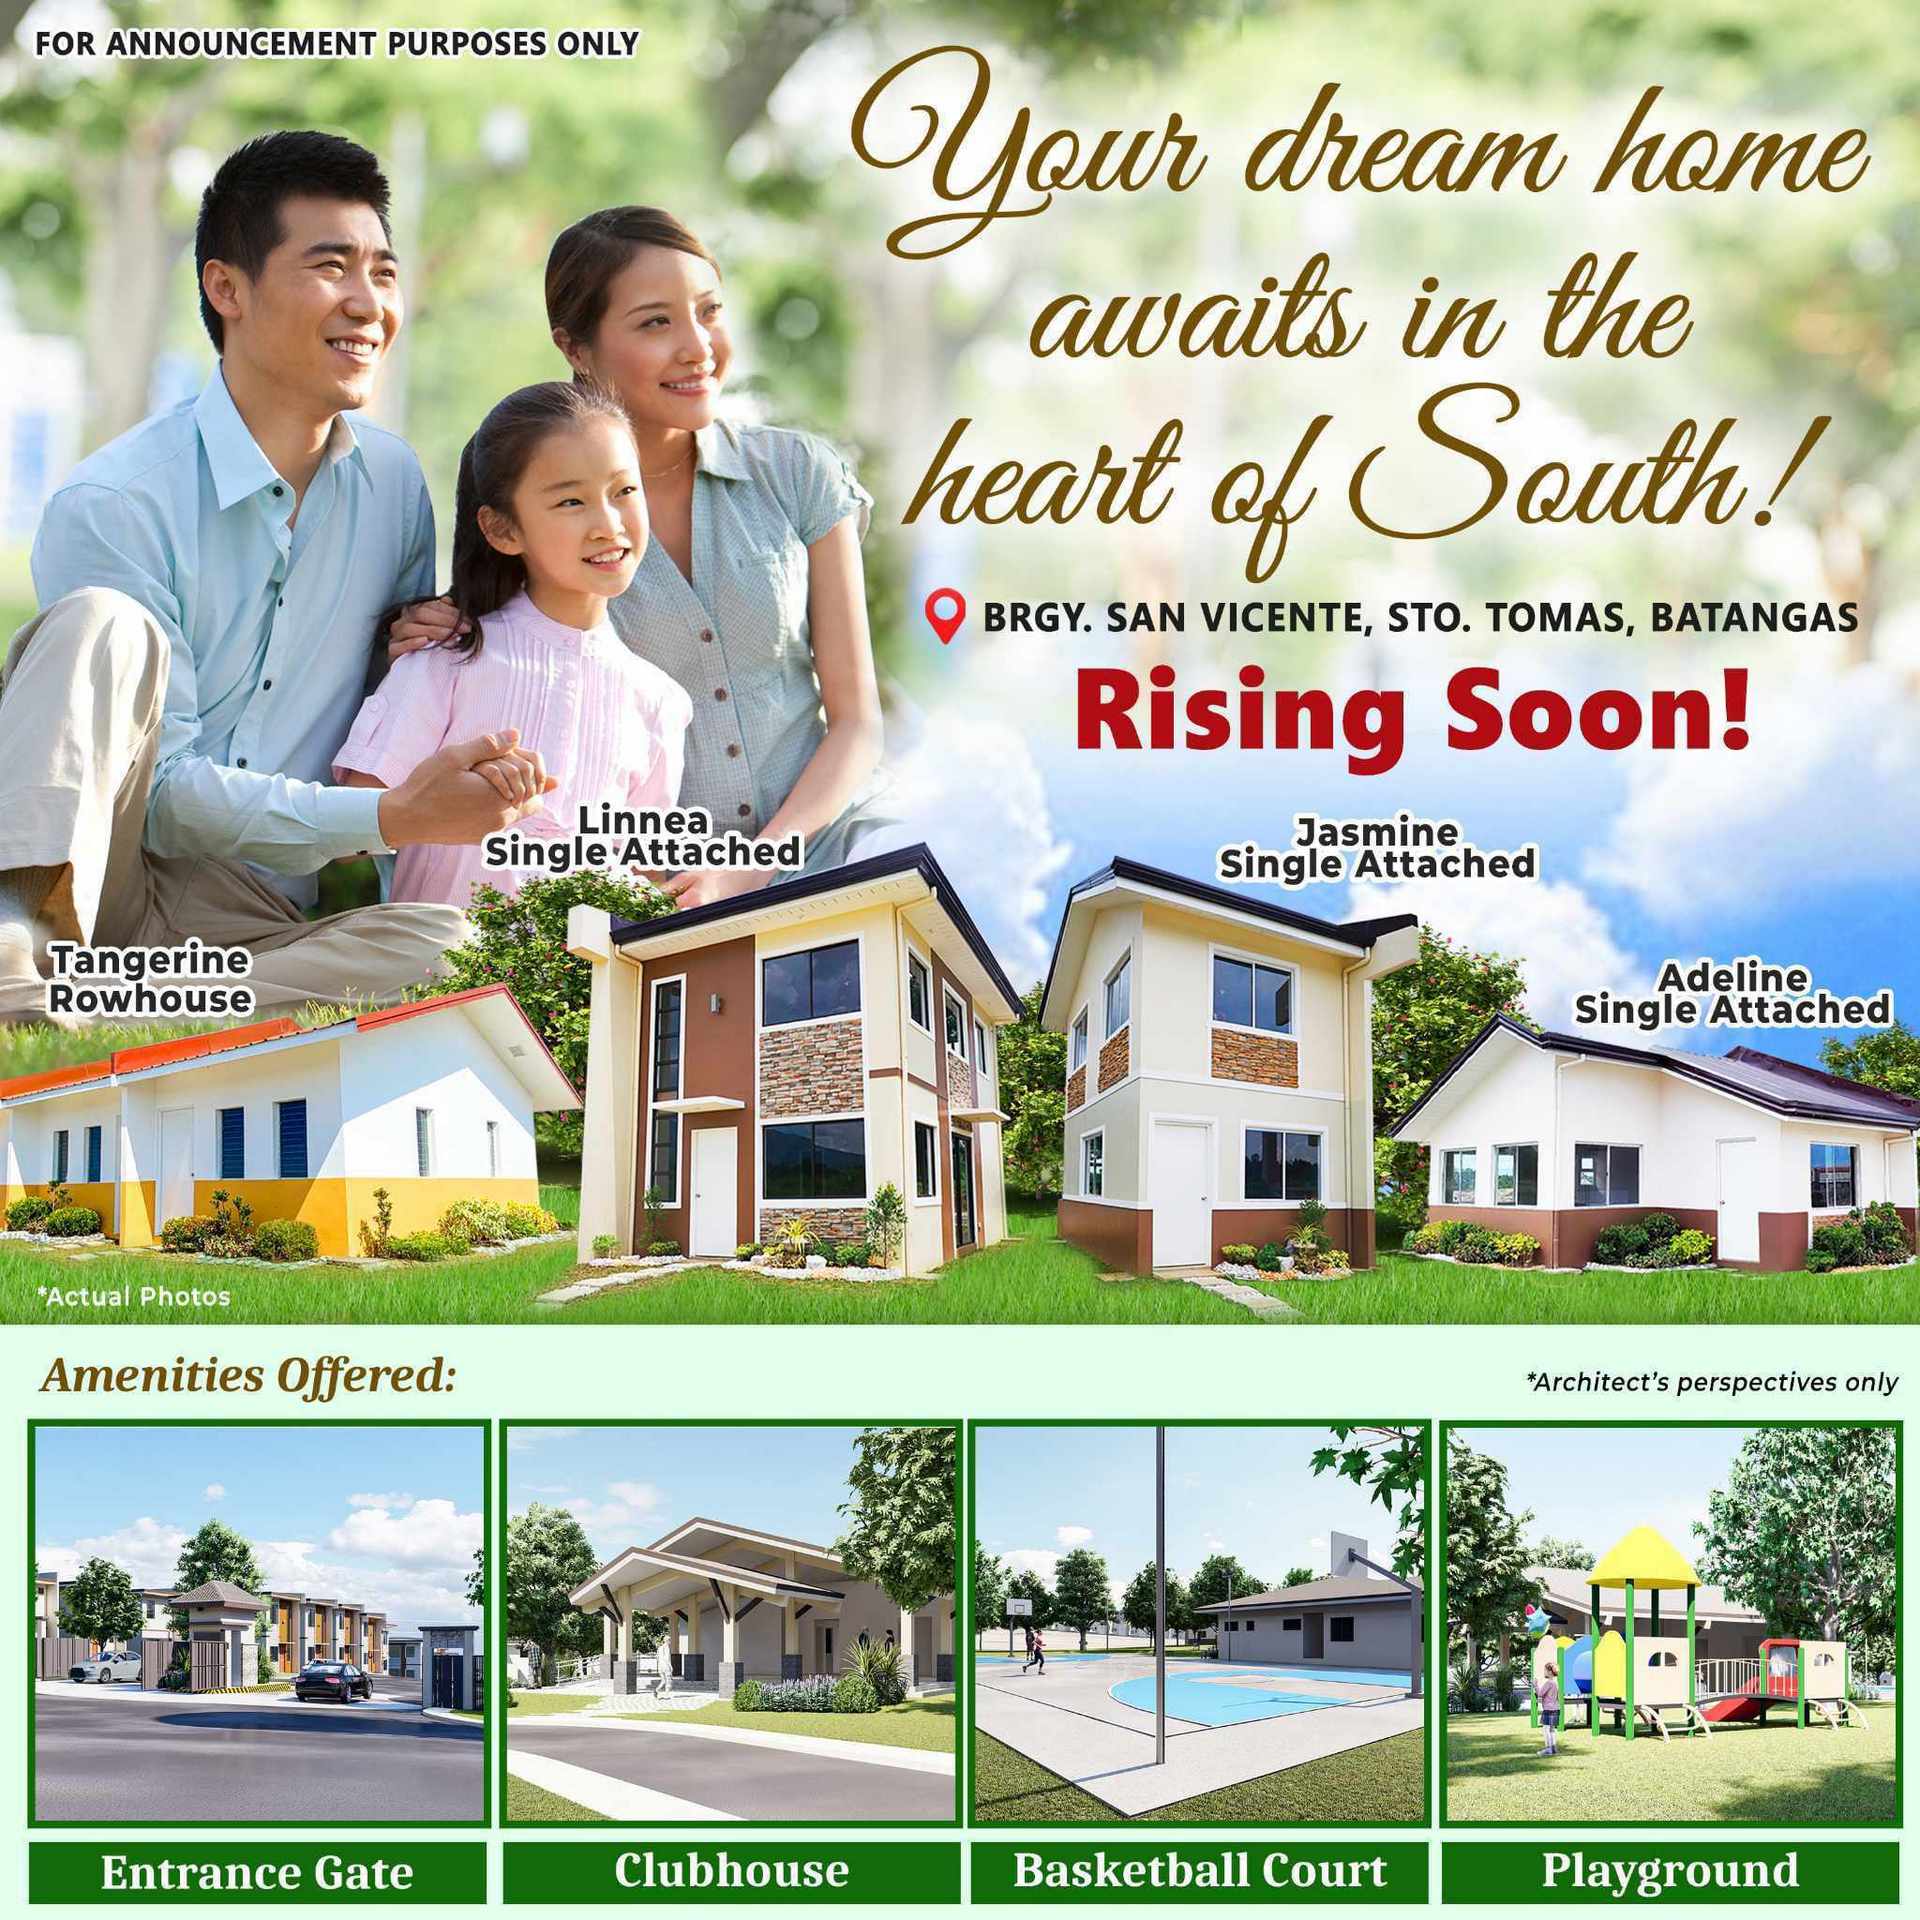 FOR ANNOUNCEMENT PURPOSES ONLY
Your dream home
awaits in the
heart of South!
BRGY. SAN VICENTE, STO. TOMAS, BATANGAS
Rising Soon!
Linnea
Single Attached
Jasmine
Single Attached
Tangerine
Rowhouse
Adeline
Single Attached
*Actual Photos
Amenities Offered:
*Architect's perspectives only
Entrance Gate
Clubhouse
Basketball Court
Playground